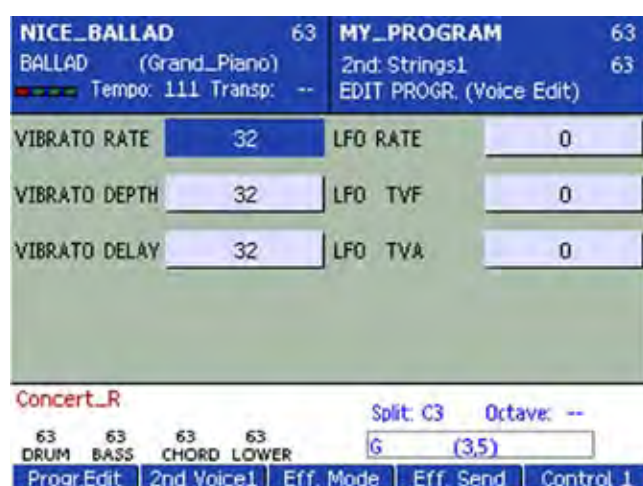 NICE_BALLAD 63
BALLAD (Grand_Piano)
Tempo: 111 Transp: --
MY_PROGRAM 63
2nd: Strings1 63
EDIT PROGR. (Voice Edit)
VIBRATO RATE 32 LFO RATE 0
VIBRATO DEPTH 32 LFO TVF 0
VIBRATO DELAY 32 LFO TVA 0
Concert_R
Split: C3 Octave: --
63 63 63 63
DRUM BASS CHORD LOWER
G (3,5)
Progr.Edit 2nd Voice1 Eff. Mode Eff. Send Control 1